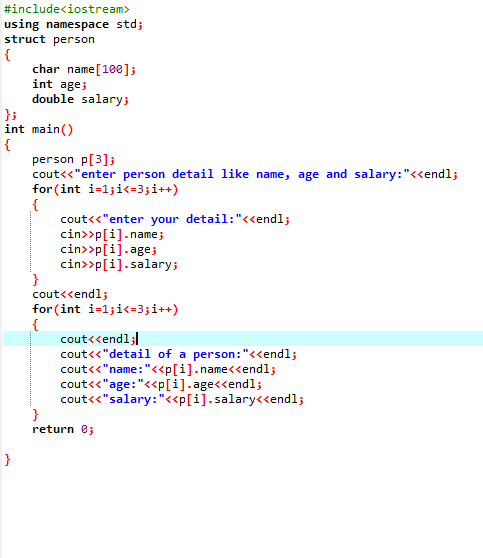 #include<iostream>
using namespace std;
struct person
{
    char name[100];
    int age;
    double salary;
};
int main()
{
    person p[3];
    cout<<"enter person detail like name, age and salary:"<<endl;
    for(int i=1;i<=3;i++)
    {
        cout<<"enter your detail:"<<endl;
        cin>>p[i].name;
        cin>>p[i].age;
        cin>>p[i].salary;
    }
    cout<<endl;
    for(int i=1;i<=3;i++)
    {
        cout<<endl;
        cout<<"detail of a person:"<<endl;
        cout<<"name:"<<p[i].name<<endl;
        cout<<"age:"<<p[i].age<<endl;
        cout<<"salary:"<<p[i].salary<<endl;
    }
    return 0;

}